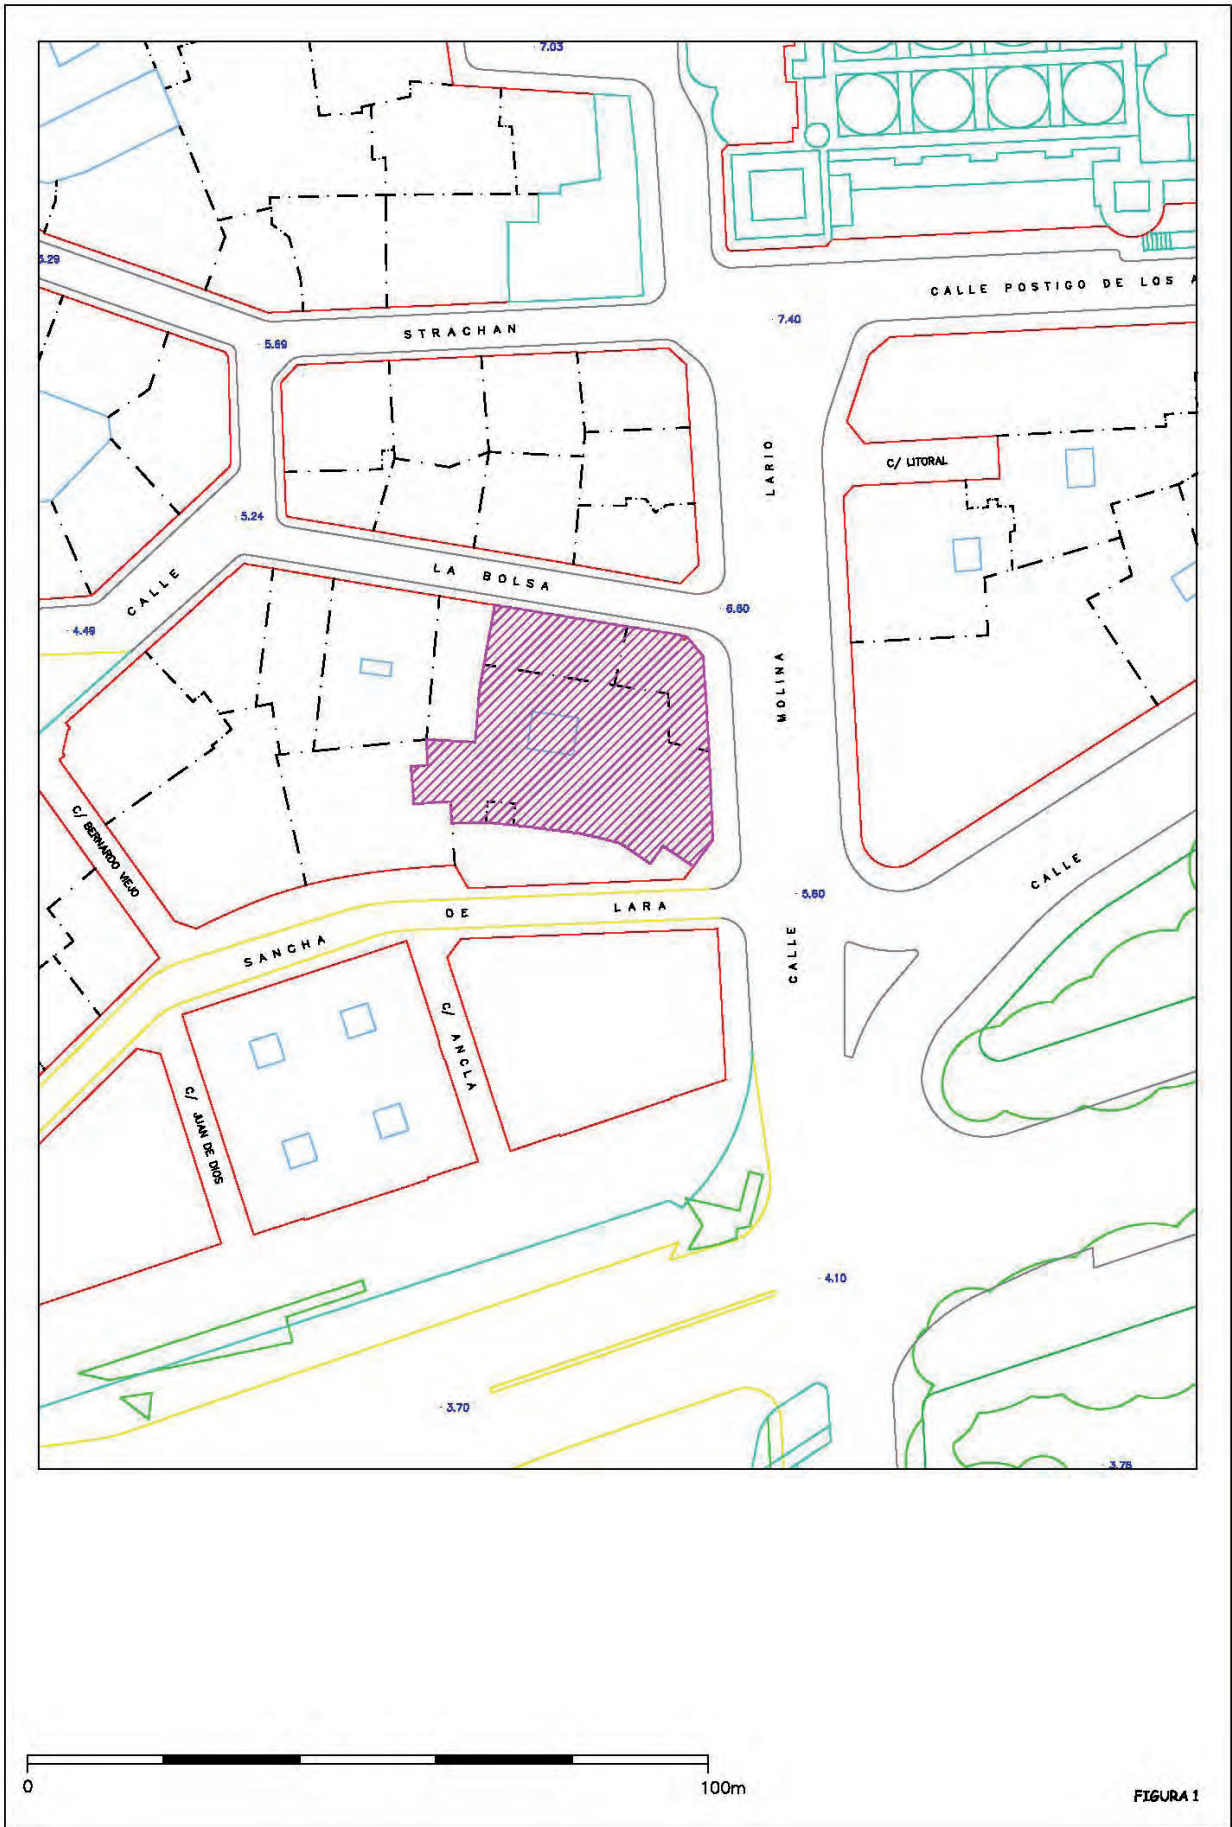 7.03
CALLE POSTIGO DE LOS A
5.29
7.40
STRACHAN
5.69
LARIO
C/ LITORAL
5.24
LA BOLSA
CALLE
6.60
4.49
MOLINA
C/ BERNARDO VIEJO
CALLE
5.60
DE LARA
SANCHA
CALLE
C/ ANCLA
C/ JUAN DE DIOS
4.10
3.70
3.75
0
100m
FIGURA 1